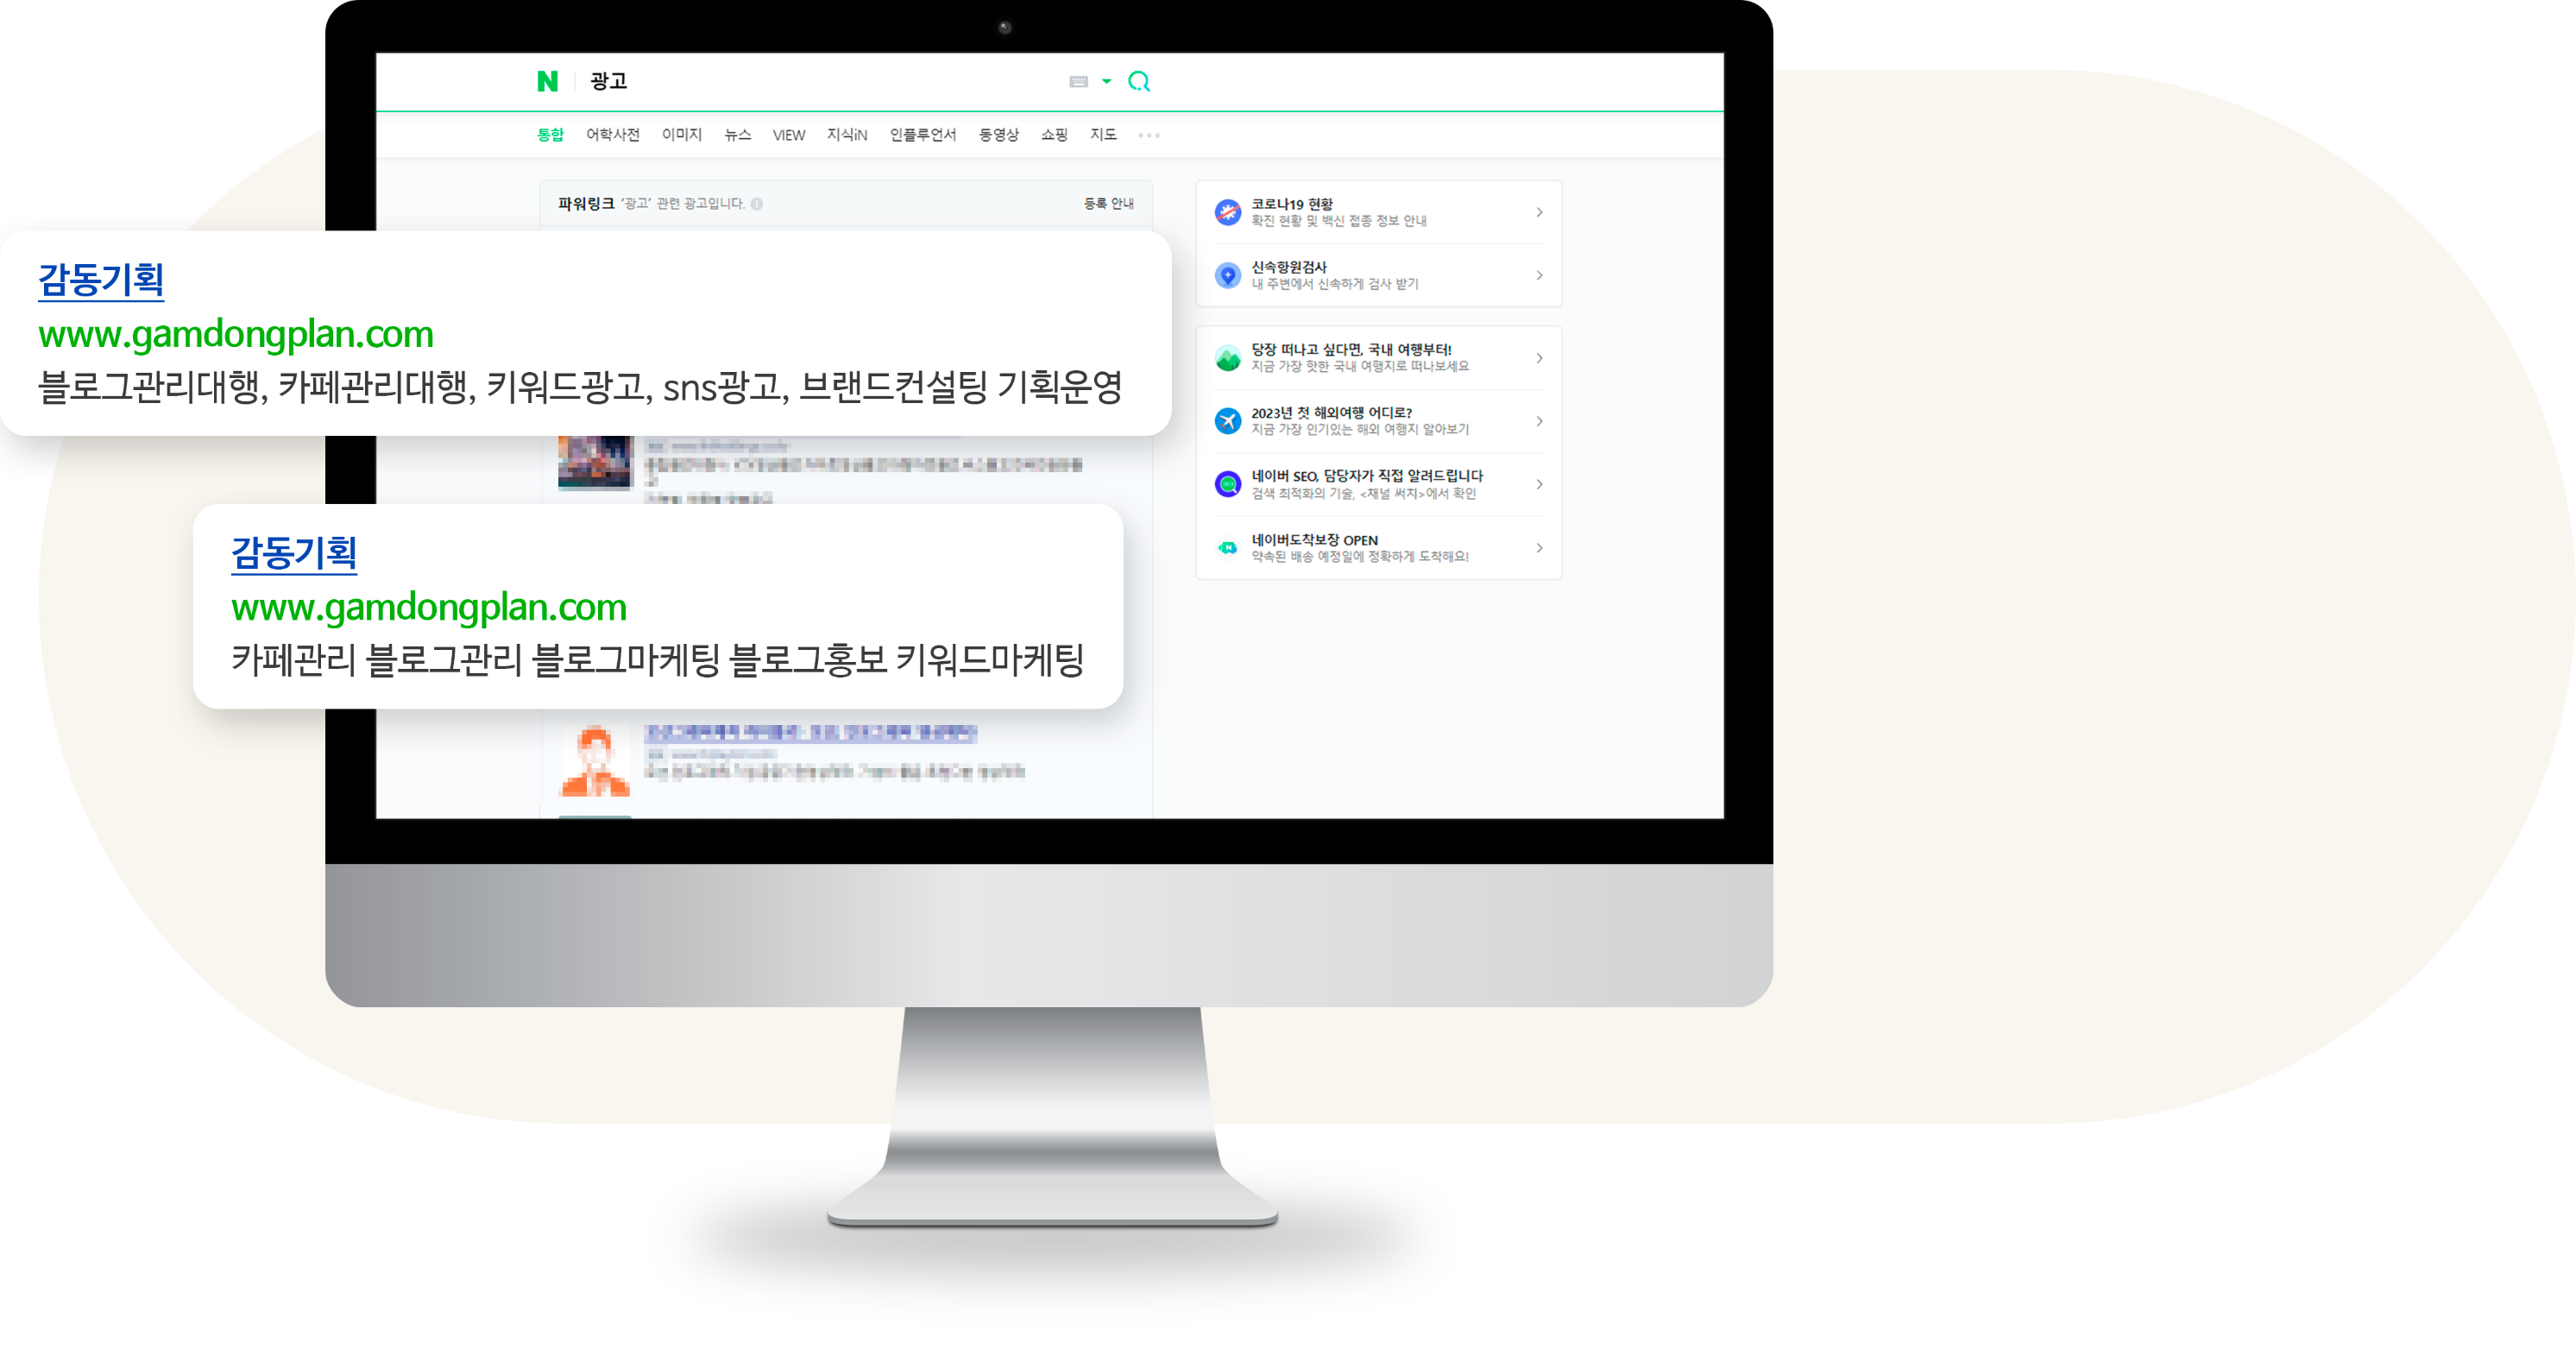 N 광고
통합 어학사전 이미지 뉴스 VIEW 지식iN 인플루언서 동영상 쇼핑 지도
파워링크 '광고' 관련 광고입니다. 등록 안내
감동기획
www.gamdongplan.com
블로그관리대행, 카페관리대행, 키워드광고, sns광고, 브랜드컨설팅 기획운영
감동기획
www.gamdongplan.com
카페관리 블로그관리 블로그마케팅 블로그홍보 키워드마케팅
코로나19 현황
확진 현황 및 백신 접종 정보 안내
신속항원검사
내 주변에서 신속하게 검사 받기
당장 떠나고 싶다면, 국내 여행부터!
지금 가장 핫한 국내 여행지로 떠나보세요
2023년 첫 해외여행 어디로?
지금 가장 인기있는 해외 여행지 알아보기
네이버 SEO, 담당자가 직접 알려드립니다
검색 최적화의 기술, <채널 써치>에서 확인
네이버도착보장 OPEN
약속된 배송 예정일에 정확하게 도착해요!